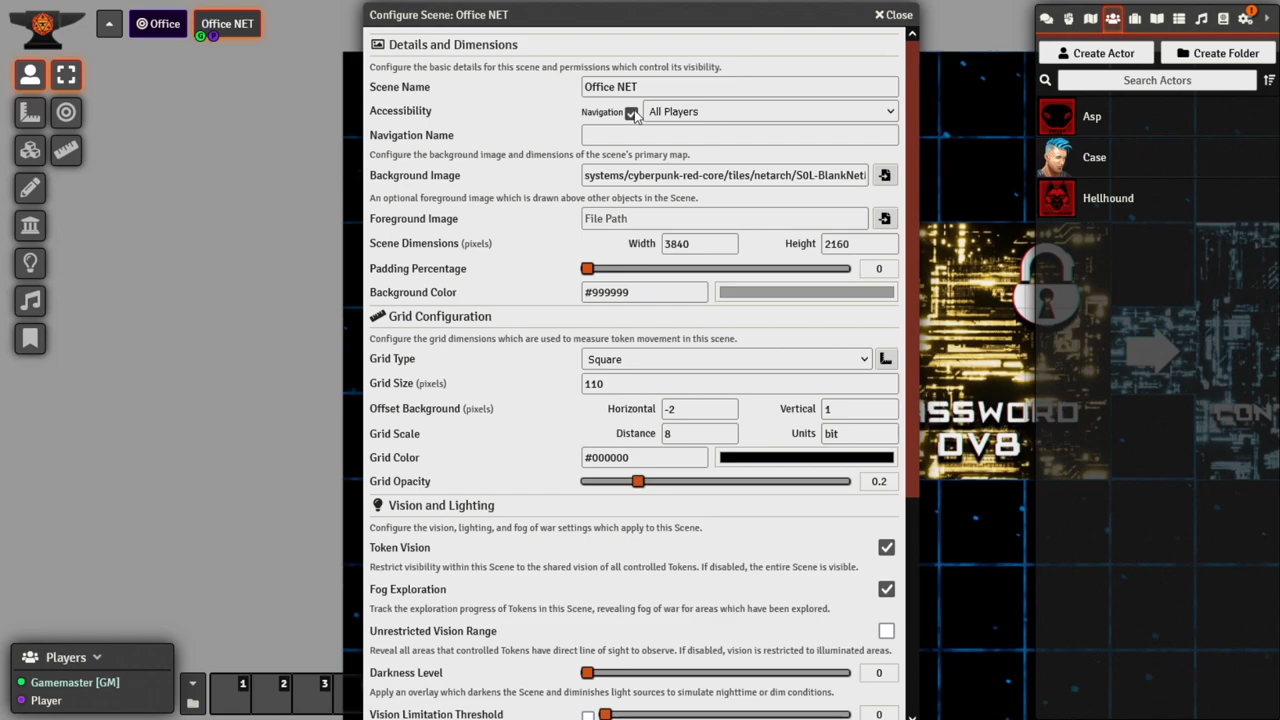 Office
Office NET
G P
Configure Scene: Office NET
Close
Details and Dimensions
Configure the basic details for this scene and permissions which control its visibility.
Scene Name
Office NET
Accessibility
Navigation
All Players
Navigation Name
Configure the background image and dimensions of the scene's primary map.
Background Image
systems/cyberpunk-red-core/tiles/netarch/S0L-BlankNeti
An optional foreground image which is drawn above other objects in the Scene.
Foreground Image
File Path
Scene Dimensions (pixels)
Width
3840
Height
2160
Padding Percentage
0
Background Color
#999999
Grid Configuration
Configure the grid dimensions which are used to measure token movement in this scene.
Grid Type
Square
Grid Size (pixels)
110
Offset Background (pixels)
Horizontal
-2
Vertical
1
Grid Scale
Distance
8
Units
bit
Grid Color
#000000
Grid Opacity
0.2
Vision and Lighting
Configure the vision, lighting, and fog of war settings which apply to this Scene.
Token Vision
Restrict visibility within this Scene to the shared vision of all controlled Tokens. If disabled, the entire Scene is visible.
Fog Exploration
Track the exploration progress of Tokens in this Scene, revealing fog of war for areas which have been explored.
Unrestricted Vision Range
Reveal all areas that controlled Tokens have direct line of sight to observe. If disabled, vision is restricted to illuminated areas.
Darkness Level
0
Apply an overlay which darkens the Scene and diminishes light sources to simulate nighttime or dim conditions.
Vision Limitation Threshold
0
Create Actor
Create Folder
Search Actors
Asp
Case
Hellhound
ASSWORD
DV8
CON
Players
Gamemaster [GM]
Player
1
2
3